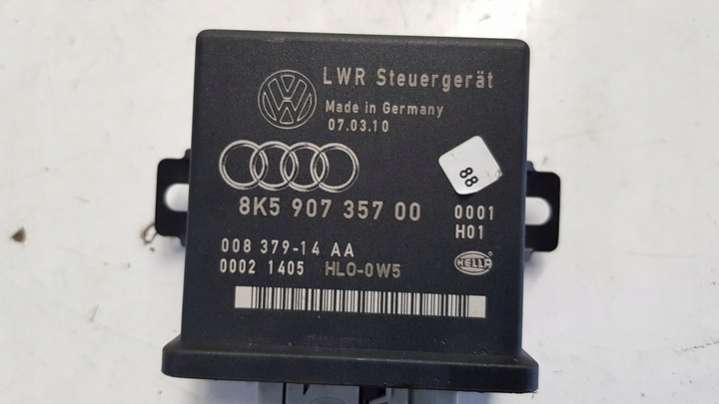 LWR Steuergerät
Made in Germany
07.03.10
88
8K5 907 357 00 0001
H01
008 379-14 AA
0002 1405 HLO-0W5
HELLA